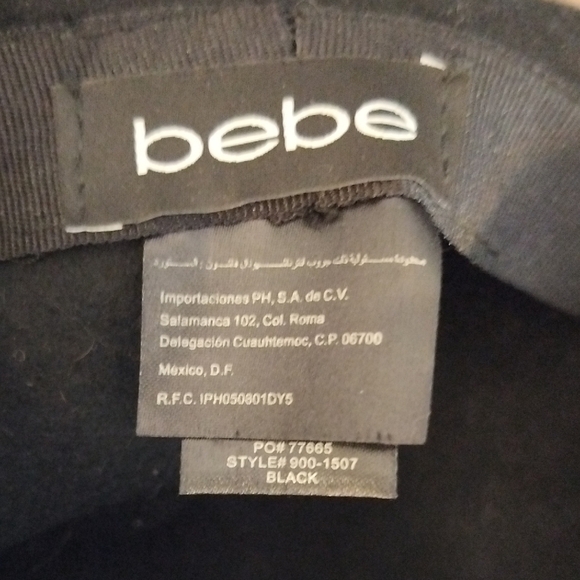 bebe
Importaciones PH, S.A. de C.V.
Salamanca 102, Col. Roma
Delegación Cuauhtemoc, C.P. 06700
México, D.F.
R.F.C. IPH050801DY5
PO# 77665
STYLE# 900-1507
BLACK